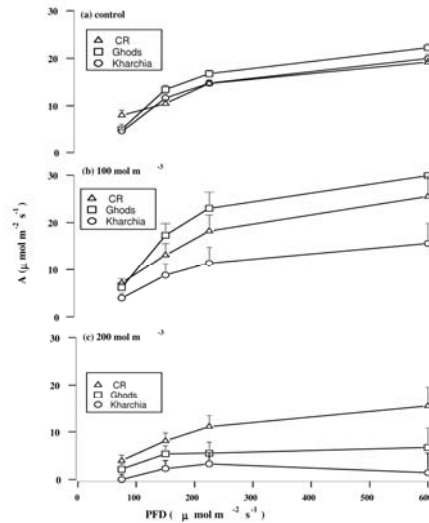 (a) control
30
CR
Ghods
Kharchia
20
10
0
(b) 100 mol m⁻³
30
CR
Ghods
Kharchia
20
10
0
A (μ mol m⁻² s⁻¹)
(c) 200 mol m⁻³
30
CR
Ghods
Kharchia
20
10
0
0 100 200 300 400 500 600
PFD ( μ mol m⁻² s⁻¹)